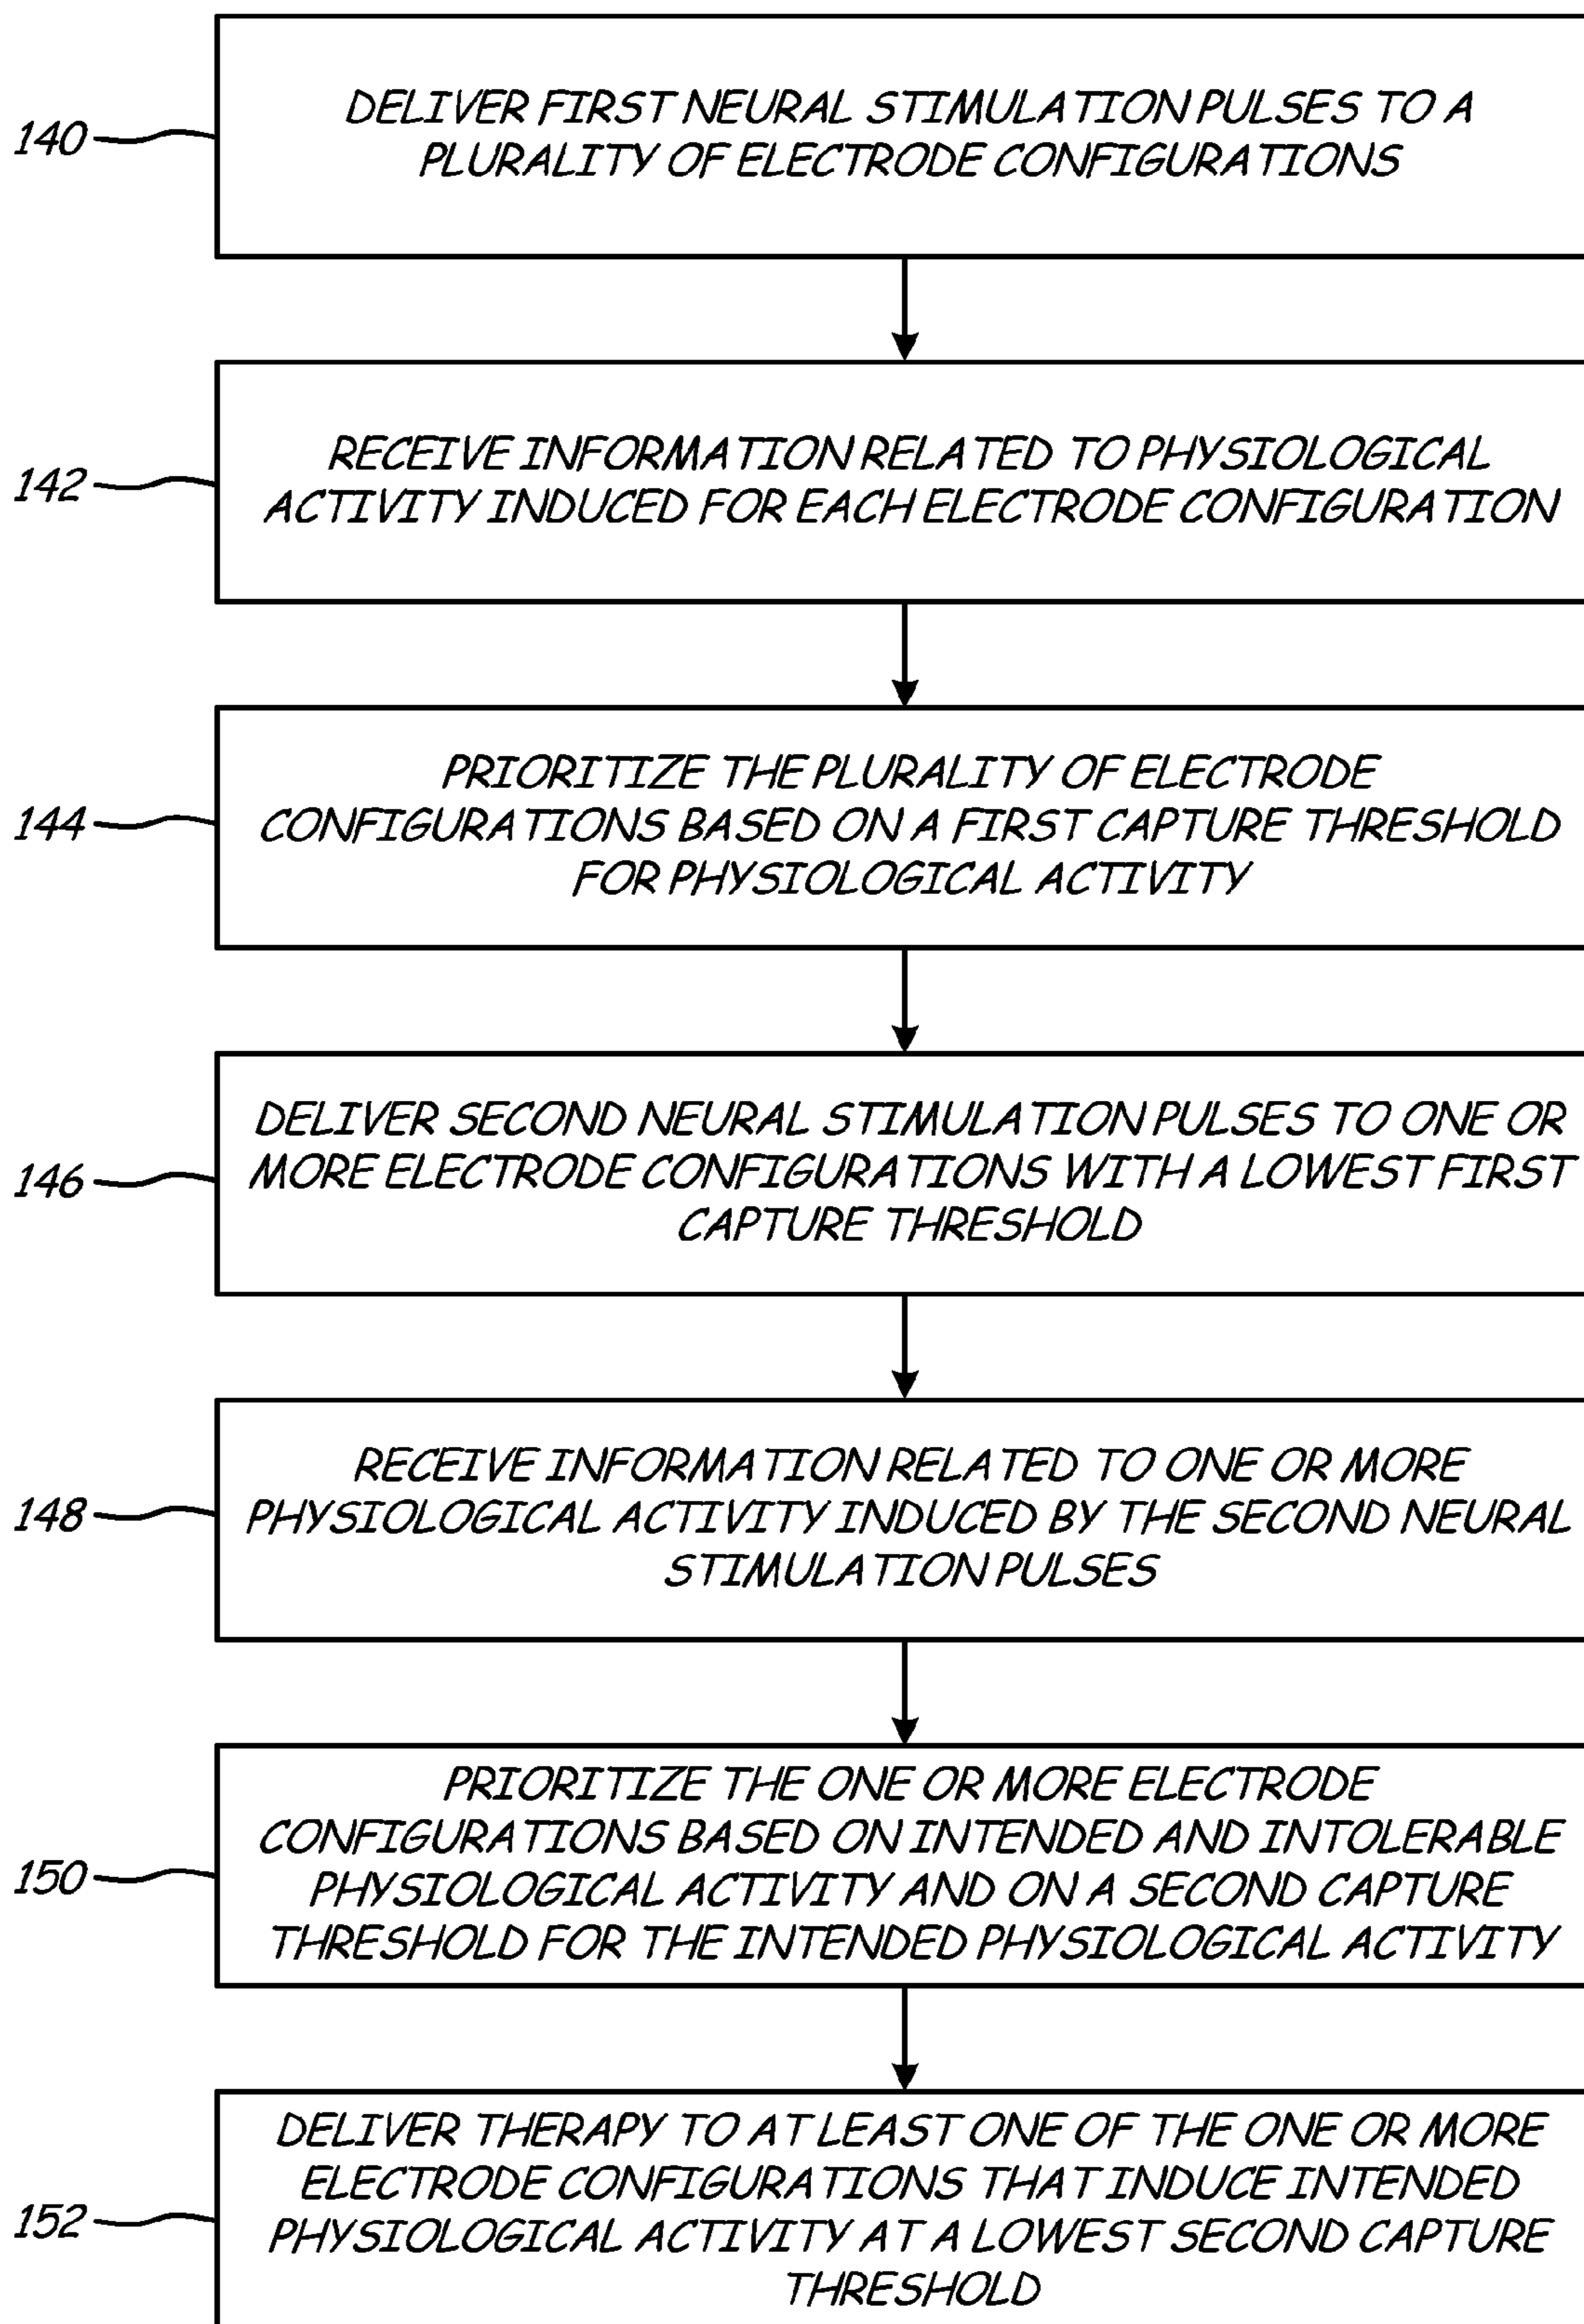 140
DELIVER FIRST NEURAL STIMULATION PULSES TO A
PLURALITY OF ELECTRODE CONFIGURATIONS
142
RECEIVE INFORMATION RELATED TO PHYSIOLOGICAL
ACTIVITY INDUCED FOR EACH ELECTRODE CONFIGURATION
144
PRIORITIZE THE PLURALITY OF ELECTRODE
CONFIGURATIONS BASED ON A FIRST CAPTURE THRESHOLD
FOR PHYSIOLOGICAL ACTIVITY
146
DELIVER SECOND NEURAL STIMULATION PULSES TO ONE OR
MORE ELECTRODE CONFIGURATIONS WITH A LOWEST FIRST
CAPTURE THRESHOLD
148
RECEIVE INFORMATION RELATED TO ONE OR MORE
PHYSIOLOGICAL ACTIVITY INDUCED BY THE SECOND NEURAL
STIMULATION PULSES
150
PRIORITIZE THE ONE OR MORE ELECTRODE
CONFIGURATIONS BASED ON INTENDED AND INTOLERABLE
PHYSIOLOGICAL ACTIVITY AND ON A SECOND CAPTURE
THRESHOLD FOR THE INTENDED PHYSIOLOGICAL ACTIVITY
152
DELIVER THERAPY TO AT LEAST ONE OF THE ONE OR MORE
ELECTRODE CONFIGURATIONS THAT INDUCE INTENDED
PHYSIOLOGICAL ACTIVITY AT A LOWEST SECOND CAPTURE
THRESHOLD